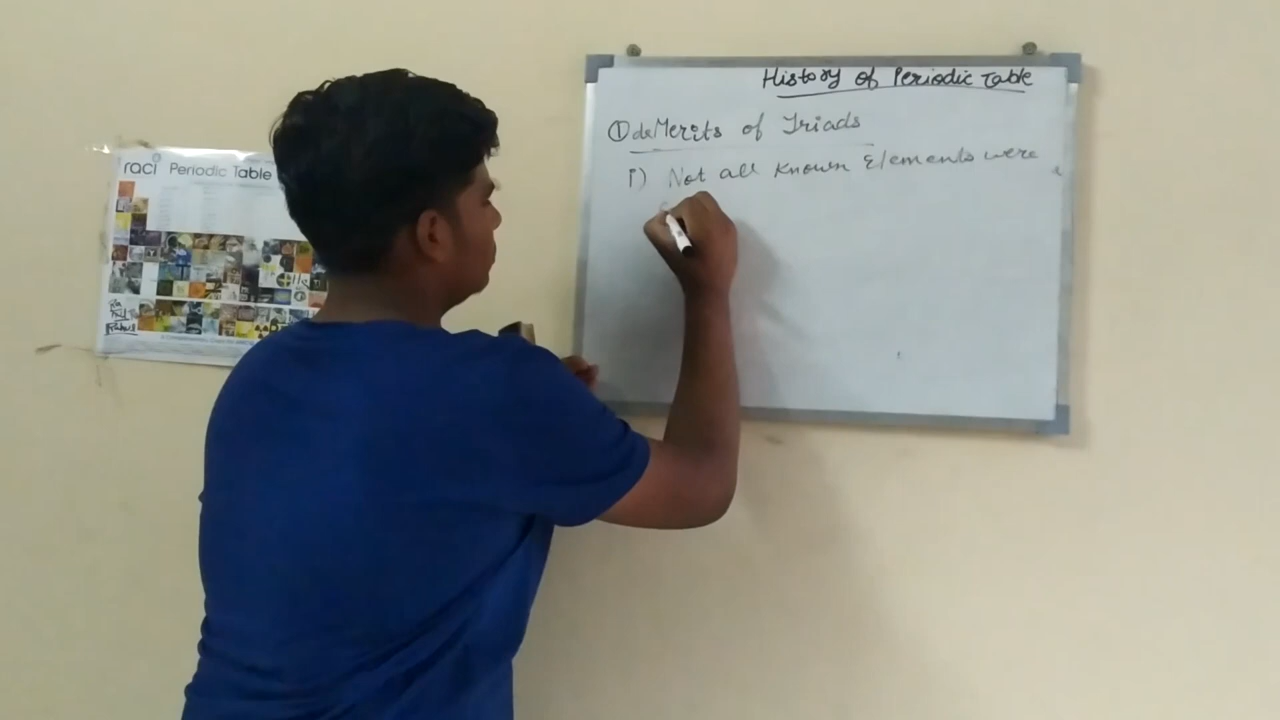 raci Periodic Table
History of Periodic Table
① deMerits of Triads
i) Not all known Elements were